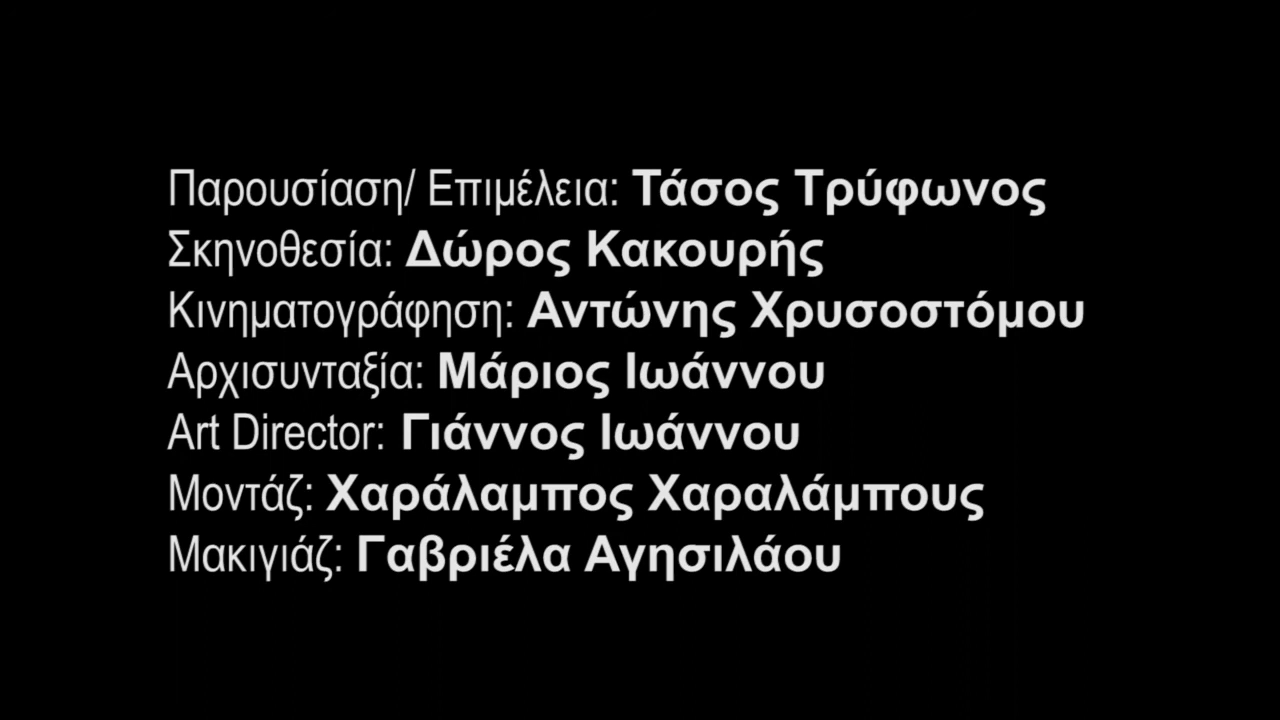 Παρουσίαση/ Επιμέλεια: Τάσος Τρύφωνος
Σκηνοθεσία: Δώρος Κακουρής
Κινηματογράφηση: Αντώνης Χρυσοστόμου
Αρχισυνταξία: Μάριος Ιωάννου
Art Director: Γιάννος Ιωάννου
Μοντάζ: Χαράλαμπος Χαραλάμπους
Μακιγιάζ: Γαβριέλα Αγησιλάου